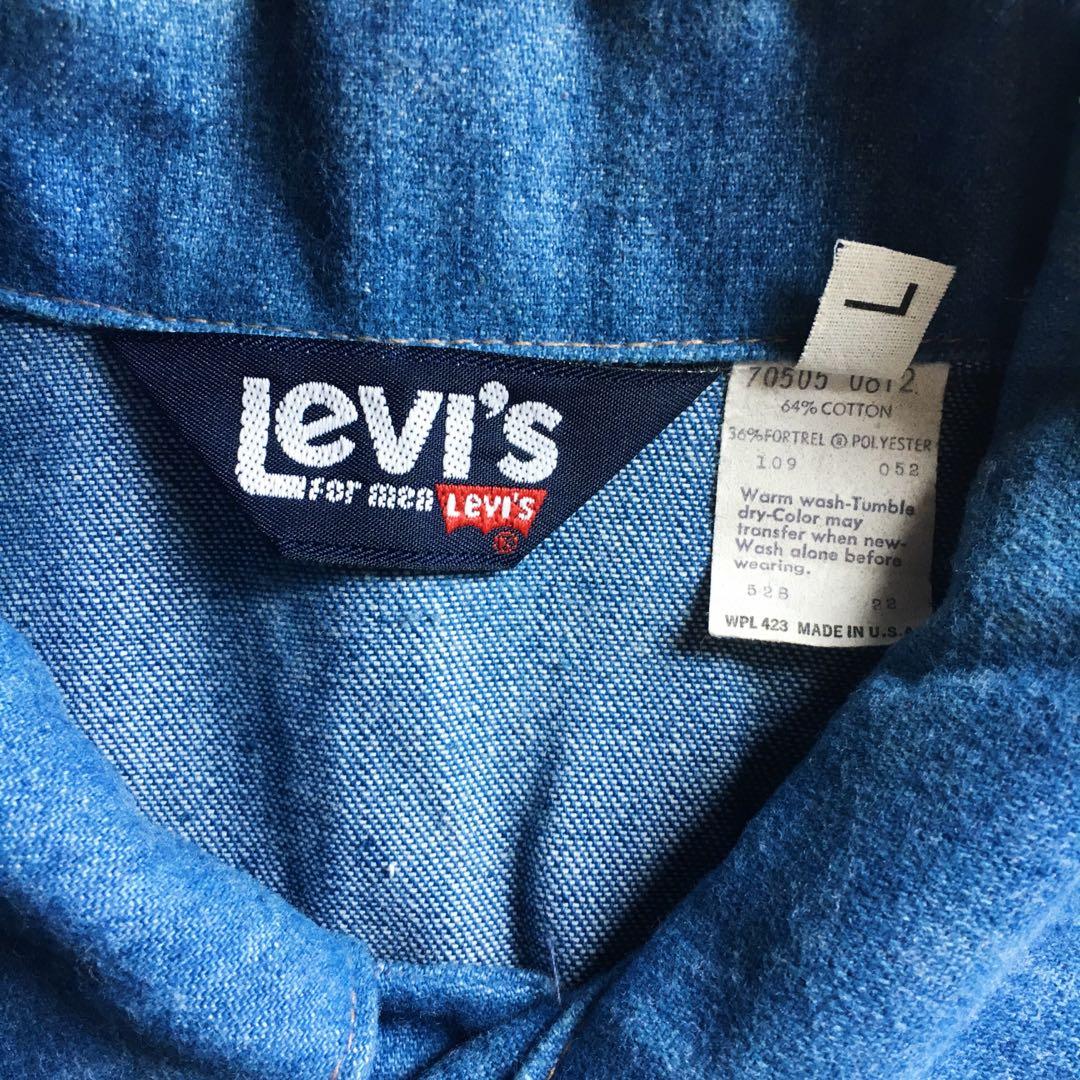 Levi's
FOR men LEVI'S
®
L
70505 0812
64% COTTON
36% FORTREL ® POLYESTER
109 052
Warm wash-Tumble
dry-Color may
transfer when new-
Wash alone before
wearing.
528 22
WPL 423 MADE IN U.S.A